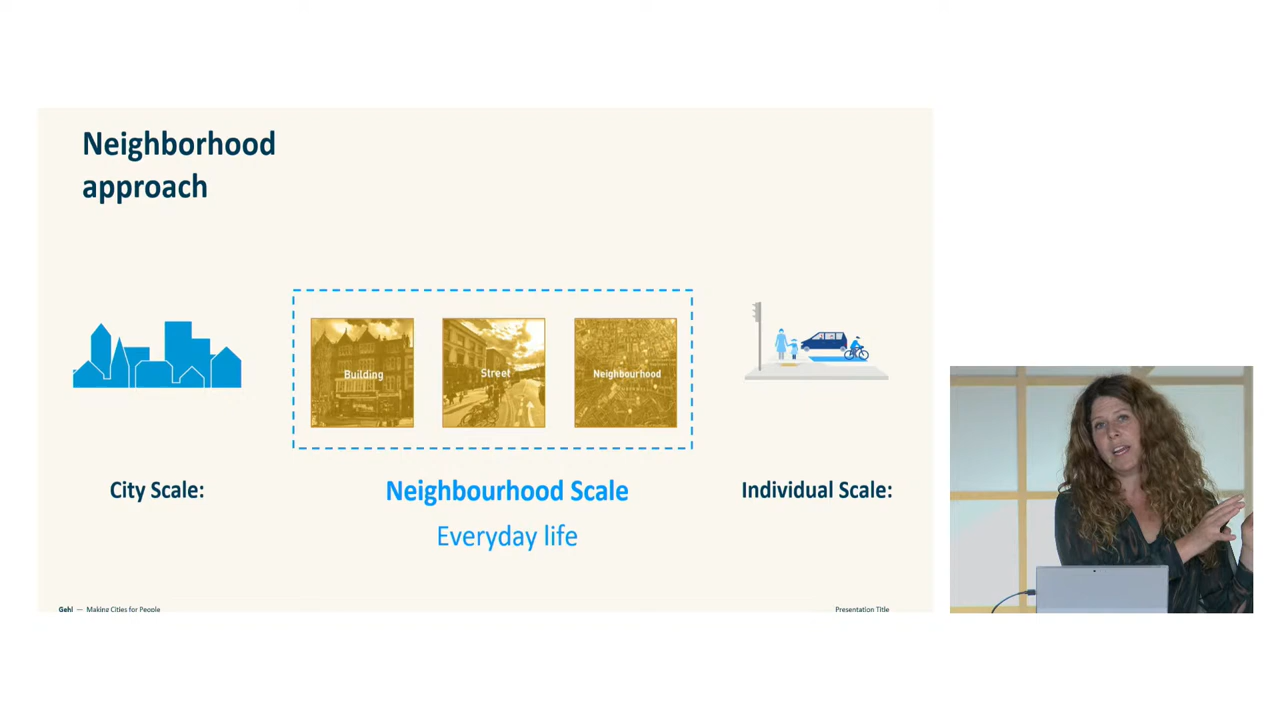 Neighborhood
approach
Building
Street
Neighbourhood
City Scale:
Neighbourhood Scale
Individual Scale:
Everyday life
Gehl — Making Cities for People
Presentation Title